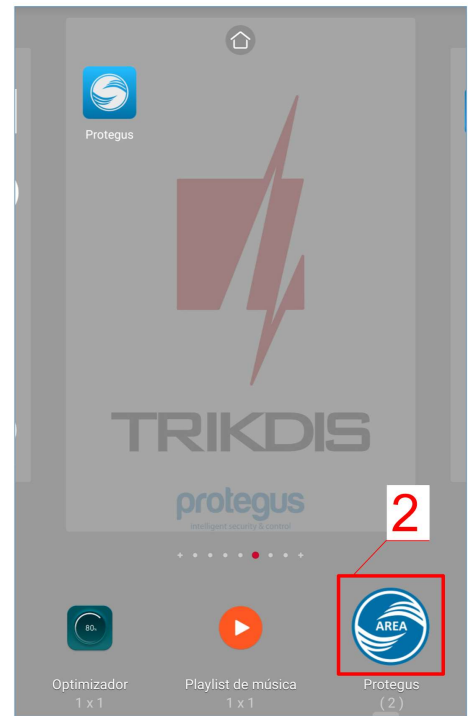 Protegus
TRIKDIS
protegus
intelligent security & control
2
80%
AREA
Optimizador
Playlist de música
Protegus
1 x 1
1 x 1
( 2 )